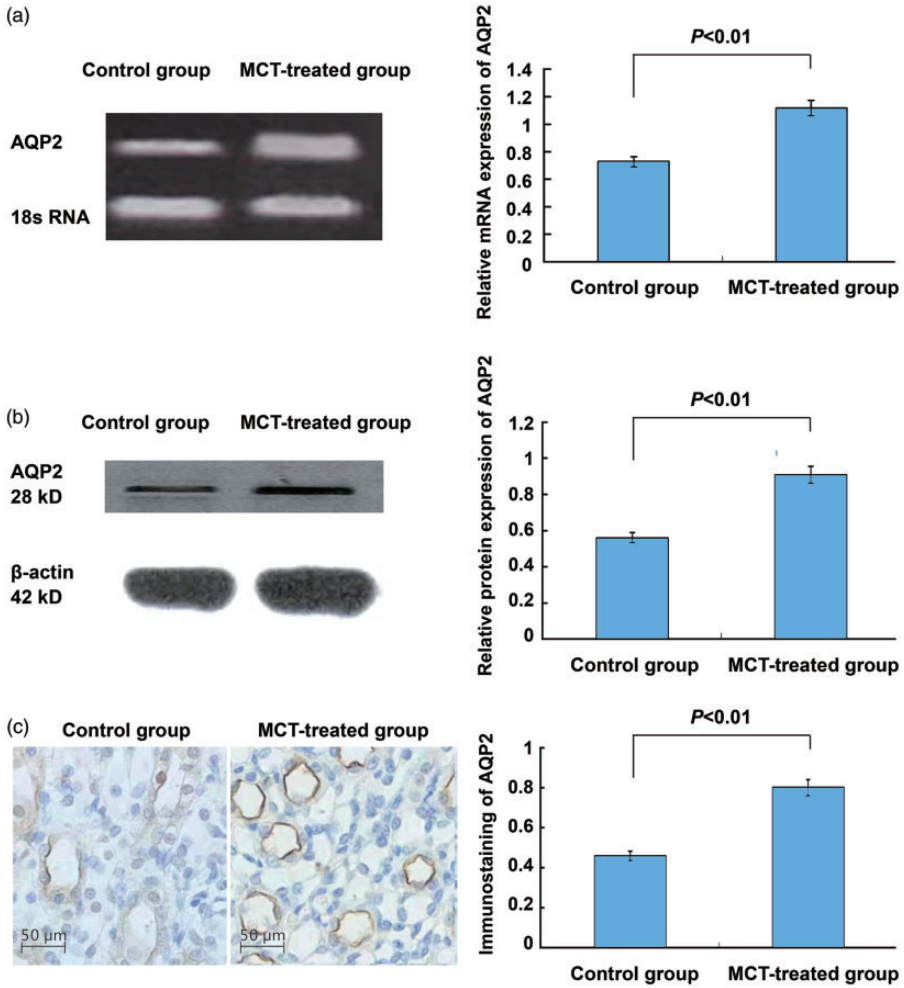 (a)
Control group MCT-treated group
AQP2
18s RNA
Relative mRNA expression of AQP2
P<0.01
1.4
1.2
1
0.8
0.6
0.4
0.2
0
Control group MCT-treated group
(b)
Control group MCT-treated group
AQP2
28 kD
β-actin
42 kD
Relative protein expression of AQP2
P<0.01
1.2
1
0.8
0.6
0.4
0.2
0
Control group MCT-treated group
(c)
Control group MCT-treated group
50 µm
50 µm
Immunostaining of AQP2
P<0.01
1
0.8
0.6
0.4
0.2
0
Control group MCT-treated group